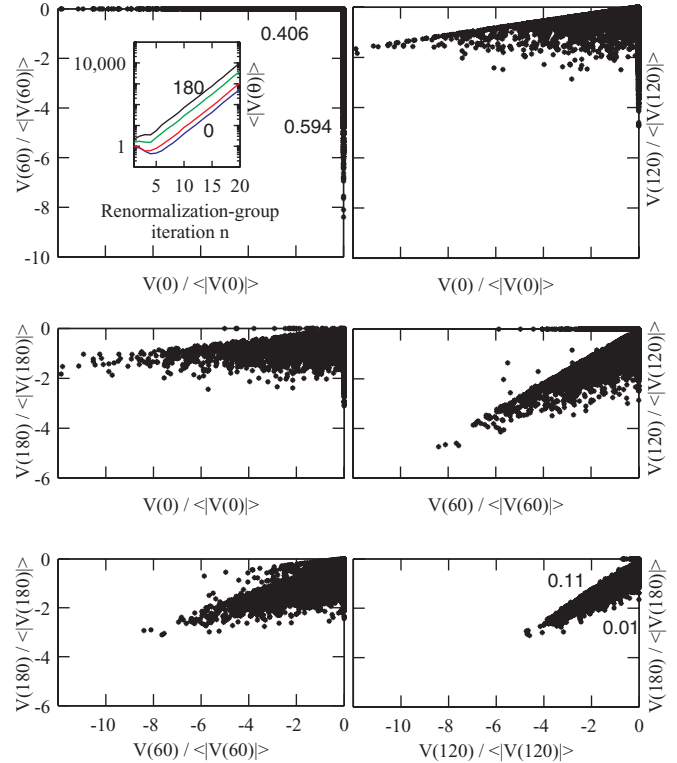 0
-2
-4
-6
-8
-10
V(60) / <|V(60)|>
0.406
0.594
10,000
1
180
0
<|V(θ)|>
5 10 15 20
Renormalization-group
iteration n
V(0) / <|V(0)|>
V(120) / <|V(120)|>
V(0) / <|V(0)|>
0
-2
-4
-6
V(180) / <|V(180)|>
V(0) / <|V(0)|>
V(120) / <|V(120)|>
V(60) / <|V(60)|>
0
-2
-4
-6
V(180) / <|V(180)|>
-10 -8 -6 -4 -2 0
V(60) / <|V(60)|>
0.11
0.01
V(180) / <|V(180)|>
-10 -8 -6 -4 -2 0
V(120) / <|V(120)|>